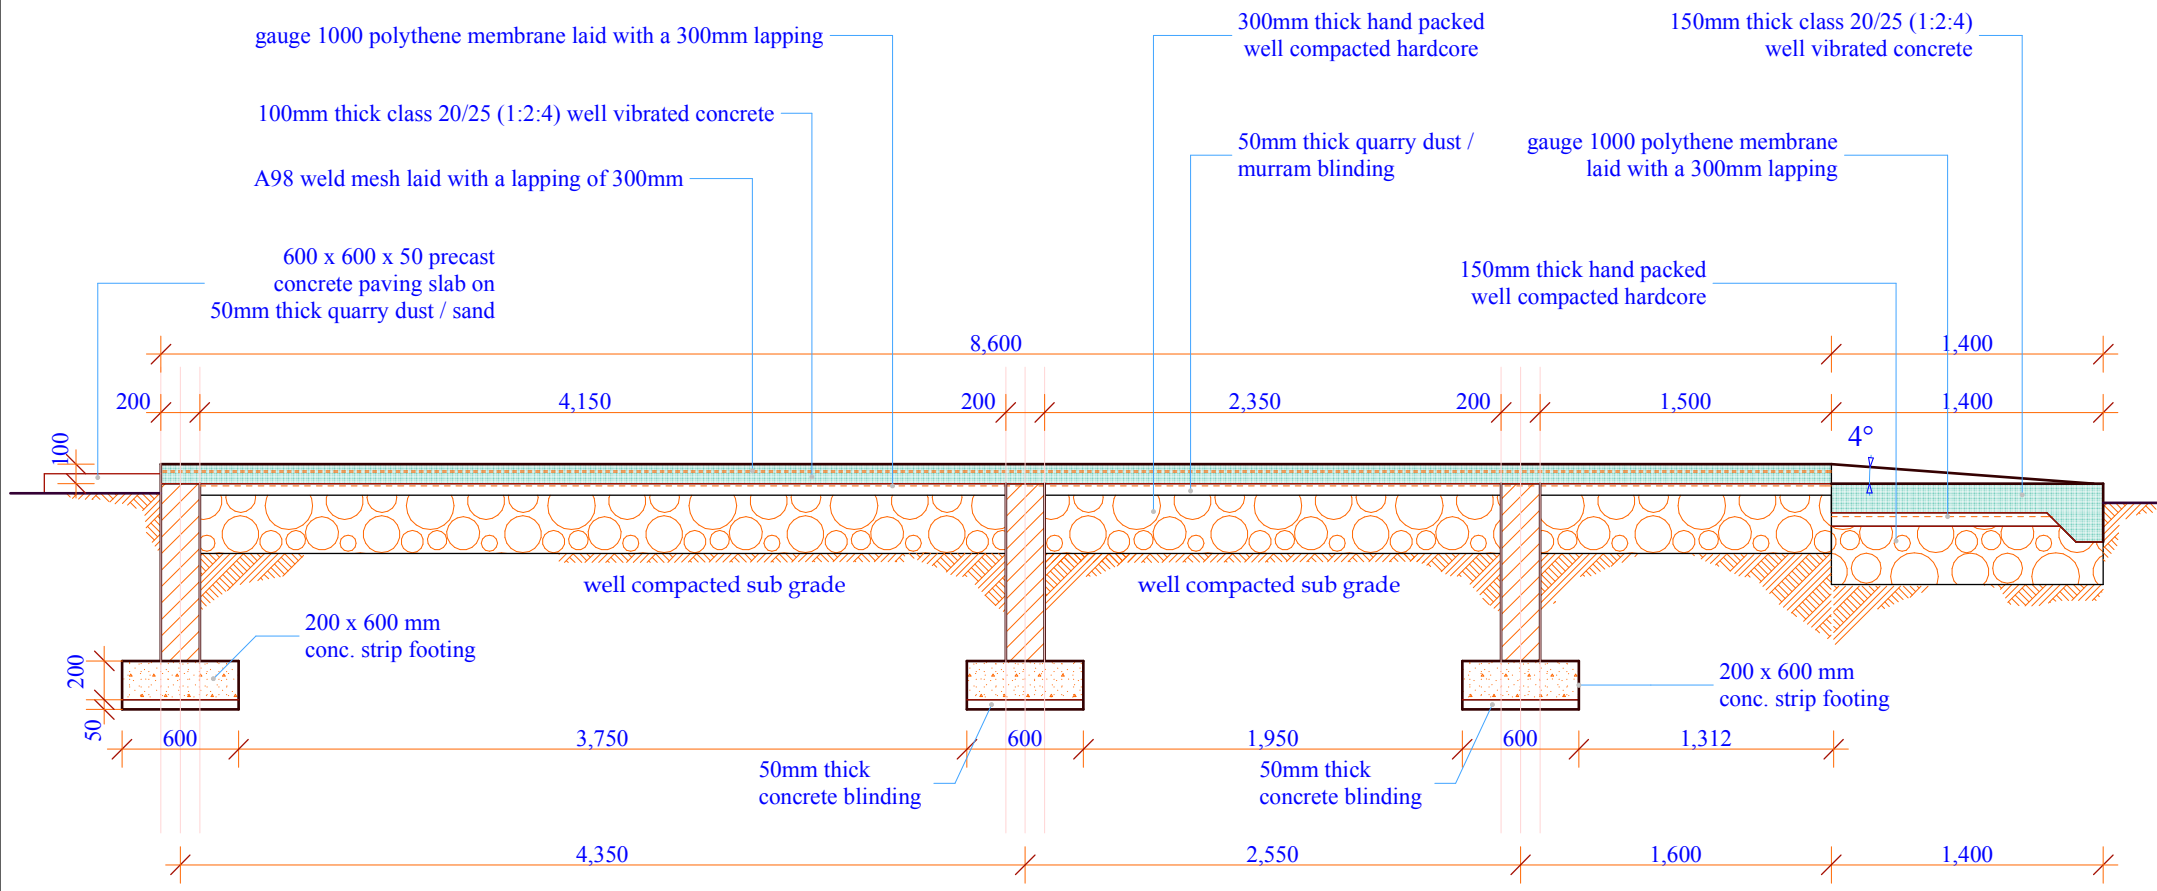 gauge 1000 polythene membrane laid with a 300mm lapping
300mm thick hand packed
well compacted hardcore
150mm thick class 20/25 (1:2:4)
well vibrated concrete
100mm thick class 20/25 (1:2:4) well vibrated concrete
50mm thick quarry dust /
murram blinding
gauge 1000 polythene membrane
laid with a 300mm lapping
A98 weld mesh laid with a lapping of 300mm
600 x 600 x 50 precast
concrete paving slab on
50mm thick quarry dust / sand
150mm thick hand packed
well compacted hardcore
8,600
1,400
200
4,150
200
2,350
200
1,500
1,400
100
4°
well compacted sub grade
well compacted sub grade
200 x 600 mm
conc. strip footing
200
50
200 x 600 mm
conc. strip footing
600
3,750
600
1,950
600
1,312
50mm thick
concrete blinding
50mm thick
concrete blinding
4,350
2,550
1,600
1,400